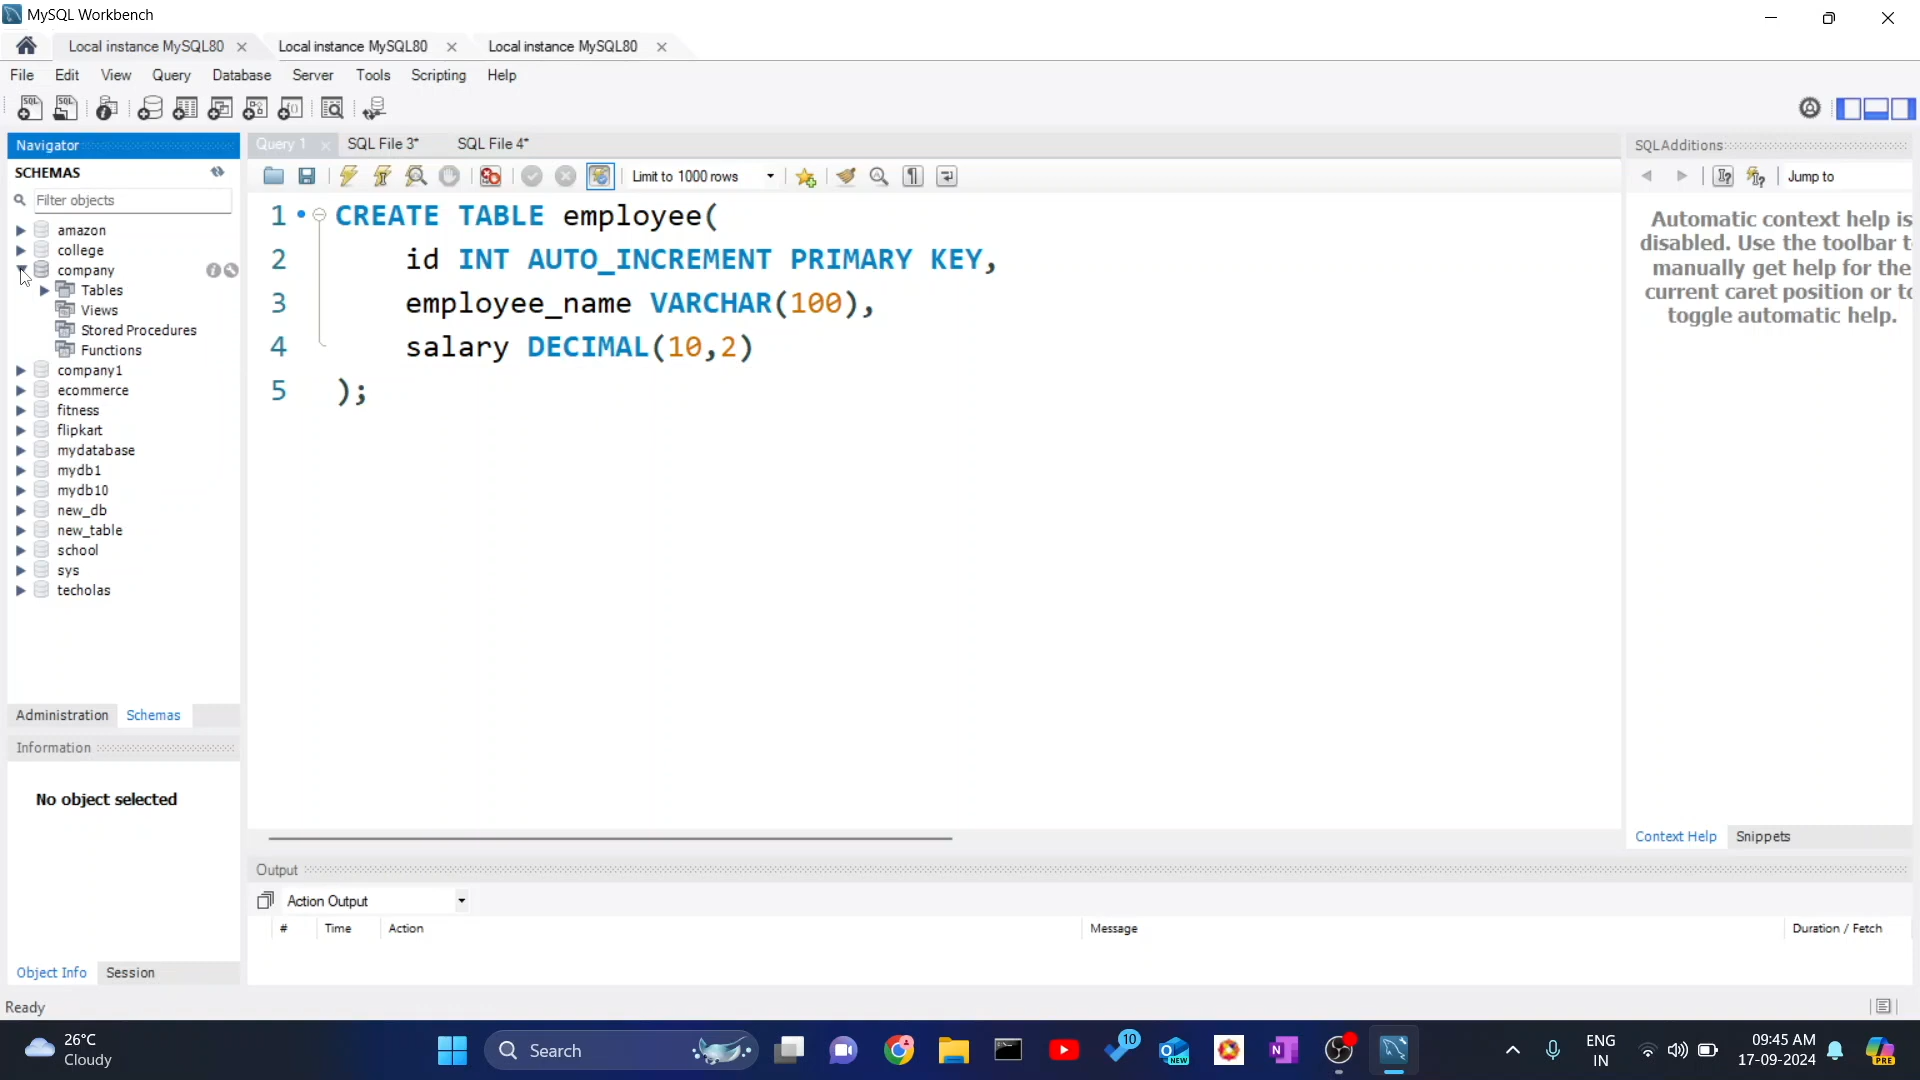 MySQL Workbench
Local instance MySQL80 Local instance MySQL80 Local instance MySQL80
File Edit View Query Database Server Tools Scripting Help
Navigator
SCHEMAS
Filter objects
amazon
college
company
Tables
Views
Stored Procedures
Functions
company1
ecommerce
fitness
flipkart
mydatabase
mydb1
mydb10
new_db
new_table
school
sys
techolas
Administration Schemas
Information
No object selected
Object Info Session
Query 1 SQL File 3* SQL File 4*
Limit to 1000 rows
1 CREATE TABLE employee(
2 id INT AUTO_INCREMENT PRIMARY KEY,
3 employee_name VARCHAR(100),
4 salary DECIMAL(10,2)
5 );
Output
Action Output
# Time Action Message Duration / Fetch
SQLAdditions
Jump to
Automatic context help is
disabled. Use the toolbar t
manually get help for the
current caret position or to
toggle automatic help.
Context Help Snippets
Ready
26°C
Cloudy
Search
10
NEW
ENG
IN
09:45 AM
17-09-2024
PRE